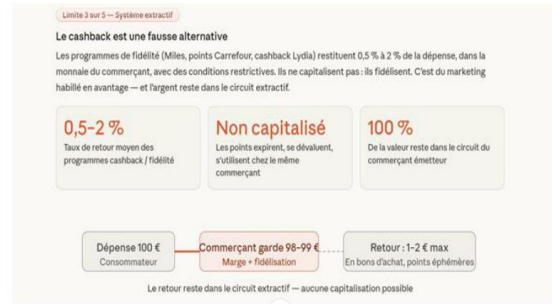 Limite 3 sur 5 — Système extractif
Le cashback est une fausse alternative
Les programmes de fidélité (Miles, points Carrefour, cashback Lydia) restituent 0,5 % à 2 % de la dépense, dans la
monnaie du commerçant, avec des conditions restrictives. Ils ne capitalisent pas : ils fidélisent. C'est du marketing
habillé en avantage — et l'argent reste dans le circuit extractif.
0,5–2 %
Taux de retour moyen des
programmes cashback / fidélité
Non capitalisé
Les points expirent, se dévaluent,
s'utilisent chez le même
commerçant
100 %
De la valeur reste dans le circuit du
commerçant émetteur
Dépense 100 €
Consommateur
Commerçant garde 98-99 €
Marge + fidélisation
Retour : 1-2 € max
En bons d'achat, points éphémères
Le retour reste dans le circuit extractif — aucune capitalisation possible